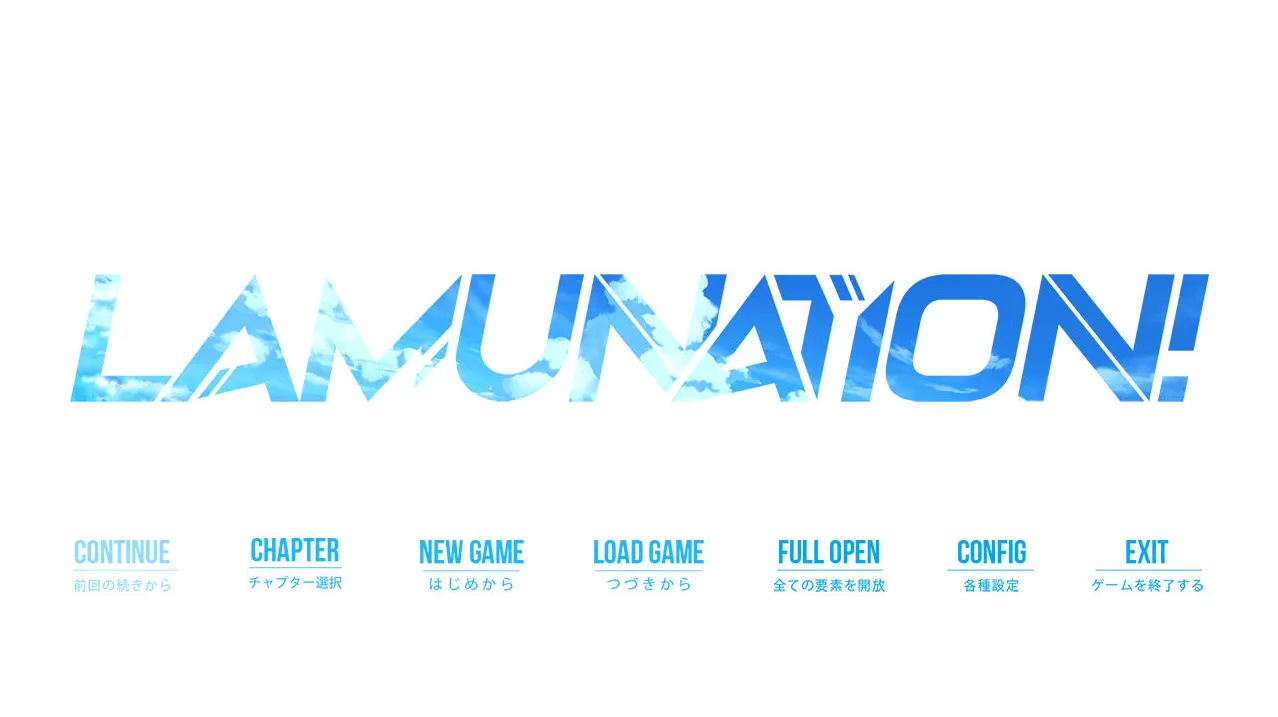 LAMUNATION!
CONTINUE
前回の続きから
CHAPTER
チャプター選択
NEW GAME
はじめから
LOAD GAME
つづきから
FULL OPEN
全ての要素を開放
CONFIG
各種設定
EXIT
ゲームを終了する